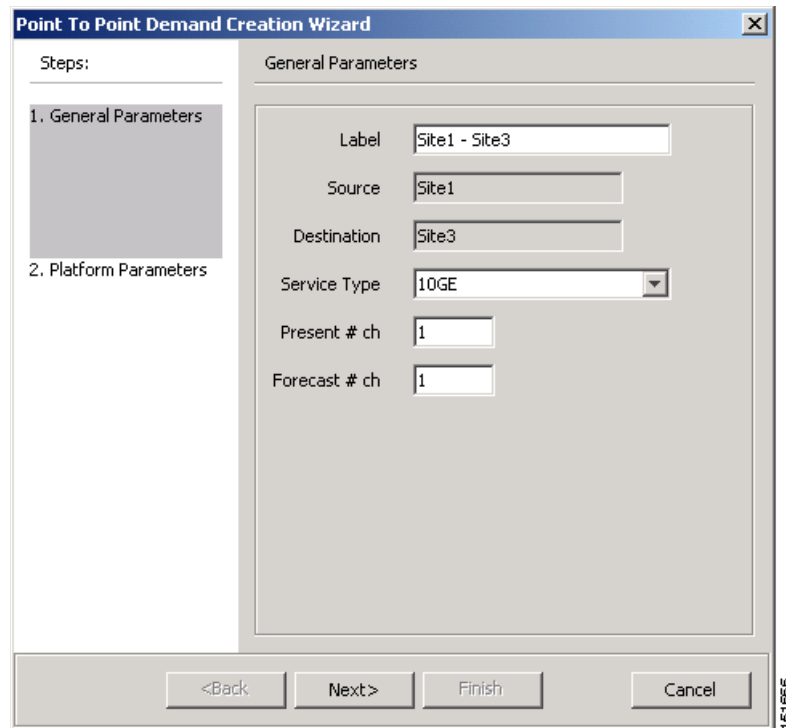 Point To Point Demand Creation Wizard
Steps:
General Parameters
1. General Parameters
2. Platform Parameters
Label
Site1 - Site3
Source
Site1
Destination
Site3
Service Type
10GE
Present # ch
1
Forecast # ch
1
<Back
Next>
Finish
Cancel